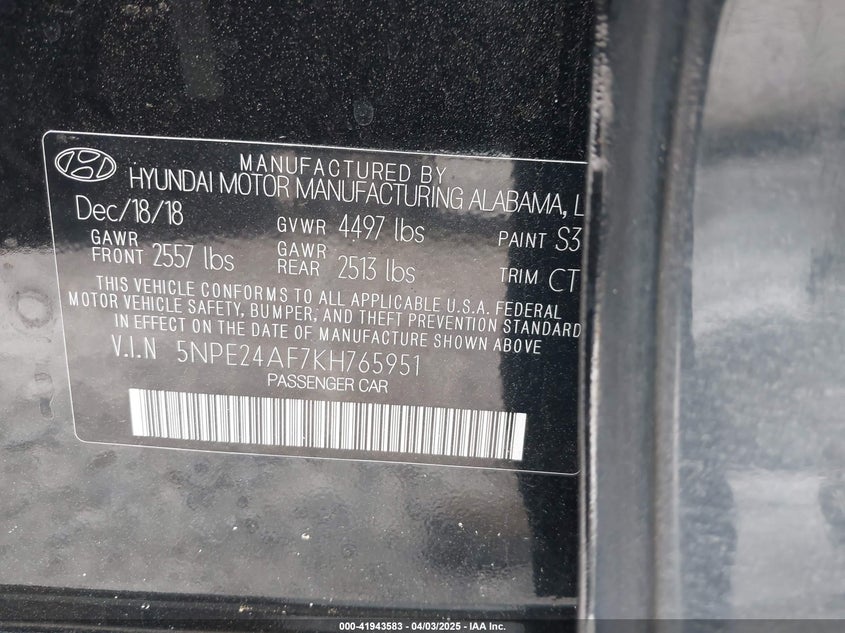 MANUFACTURED BY
HYUNDAI MOTOR MANUFACTURING ALABAMA, L
Dec/18/18 GVWR 4497 lbs PAINT S3
GAWR FRONT 2557 lbs GAWR REAR 2513 lbs TRIM CT
THIS VEHICLE CONFORMS TO ALL APPLICABLE U.S.A. FEDERAL
MOTOR VEHICLE SAFETY, BUMPER, AND THEFT PREVENTION STANDARD
IN EFFECT ON THE DATE OF MANUFACTURE SHOWN ABOVE
V.I.N 5NPE24AF7KH765951
PASSENGER CAR
000-41943583 - 04/03/2025 - IAA Inc.